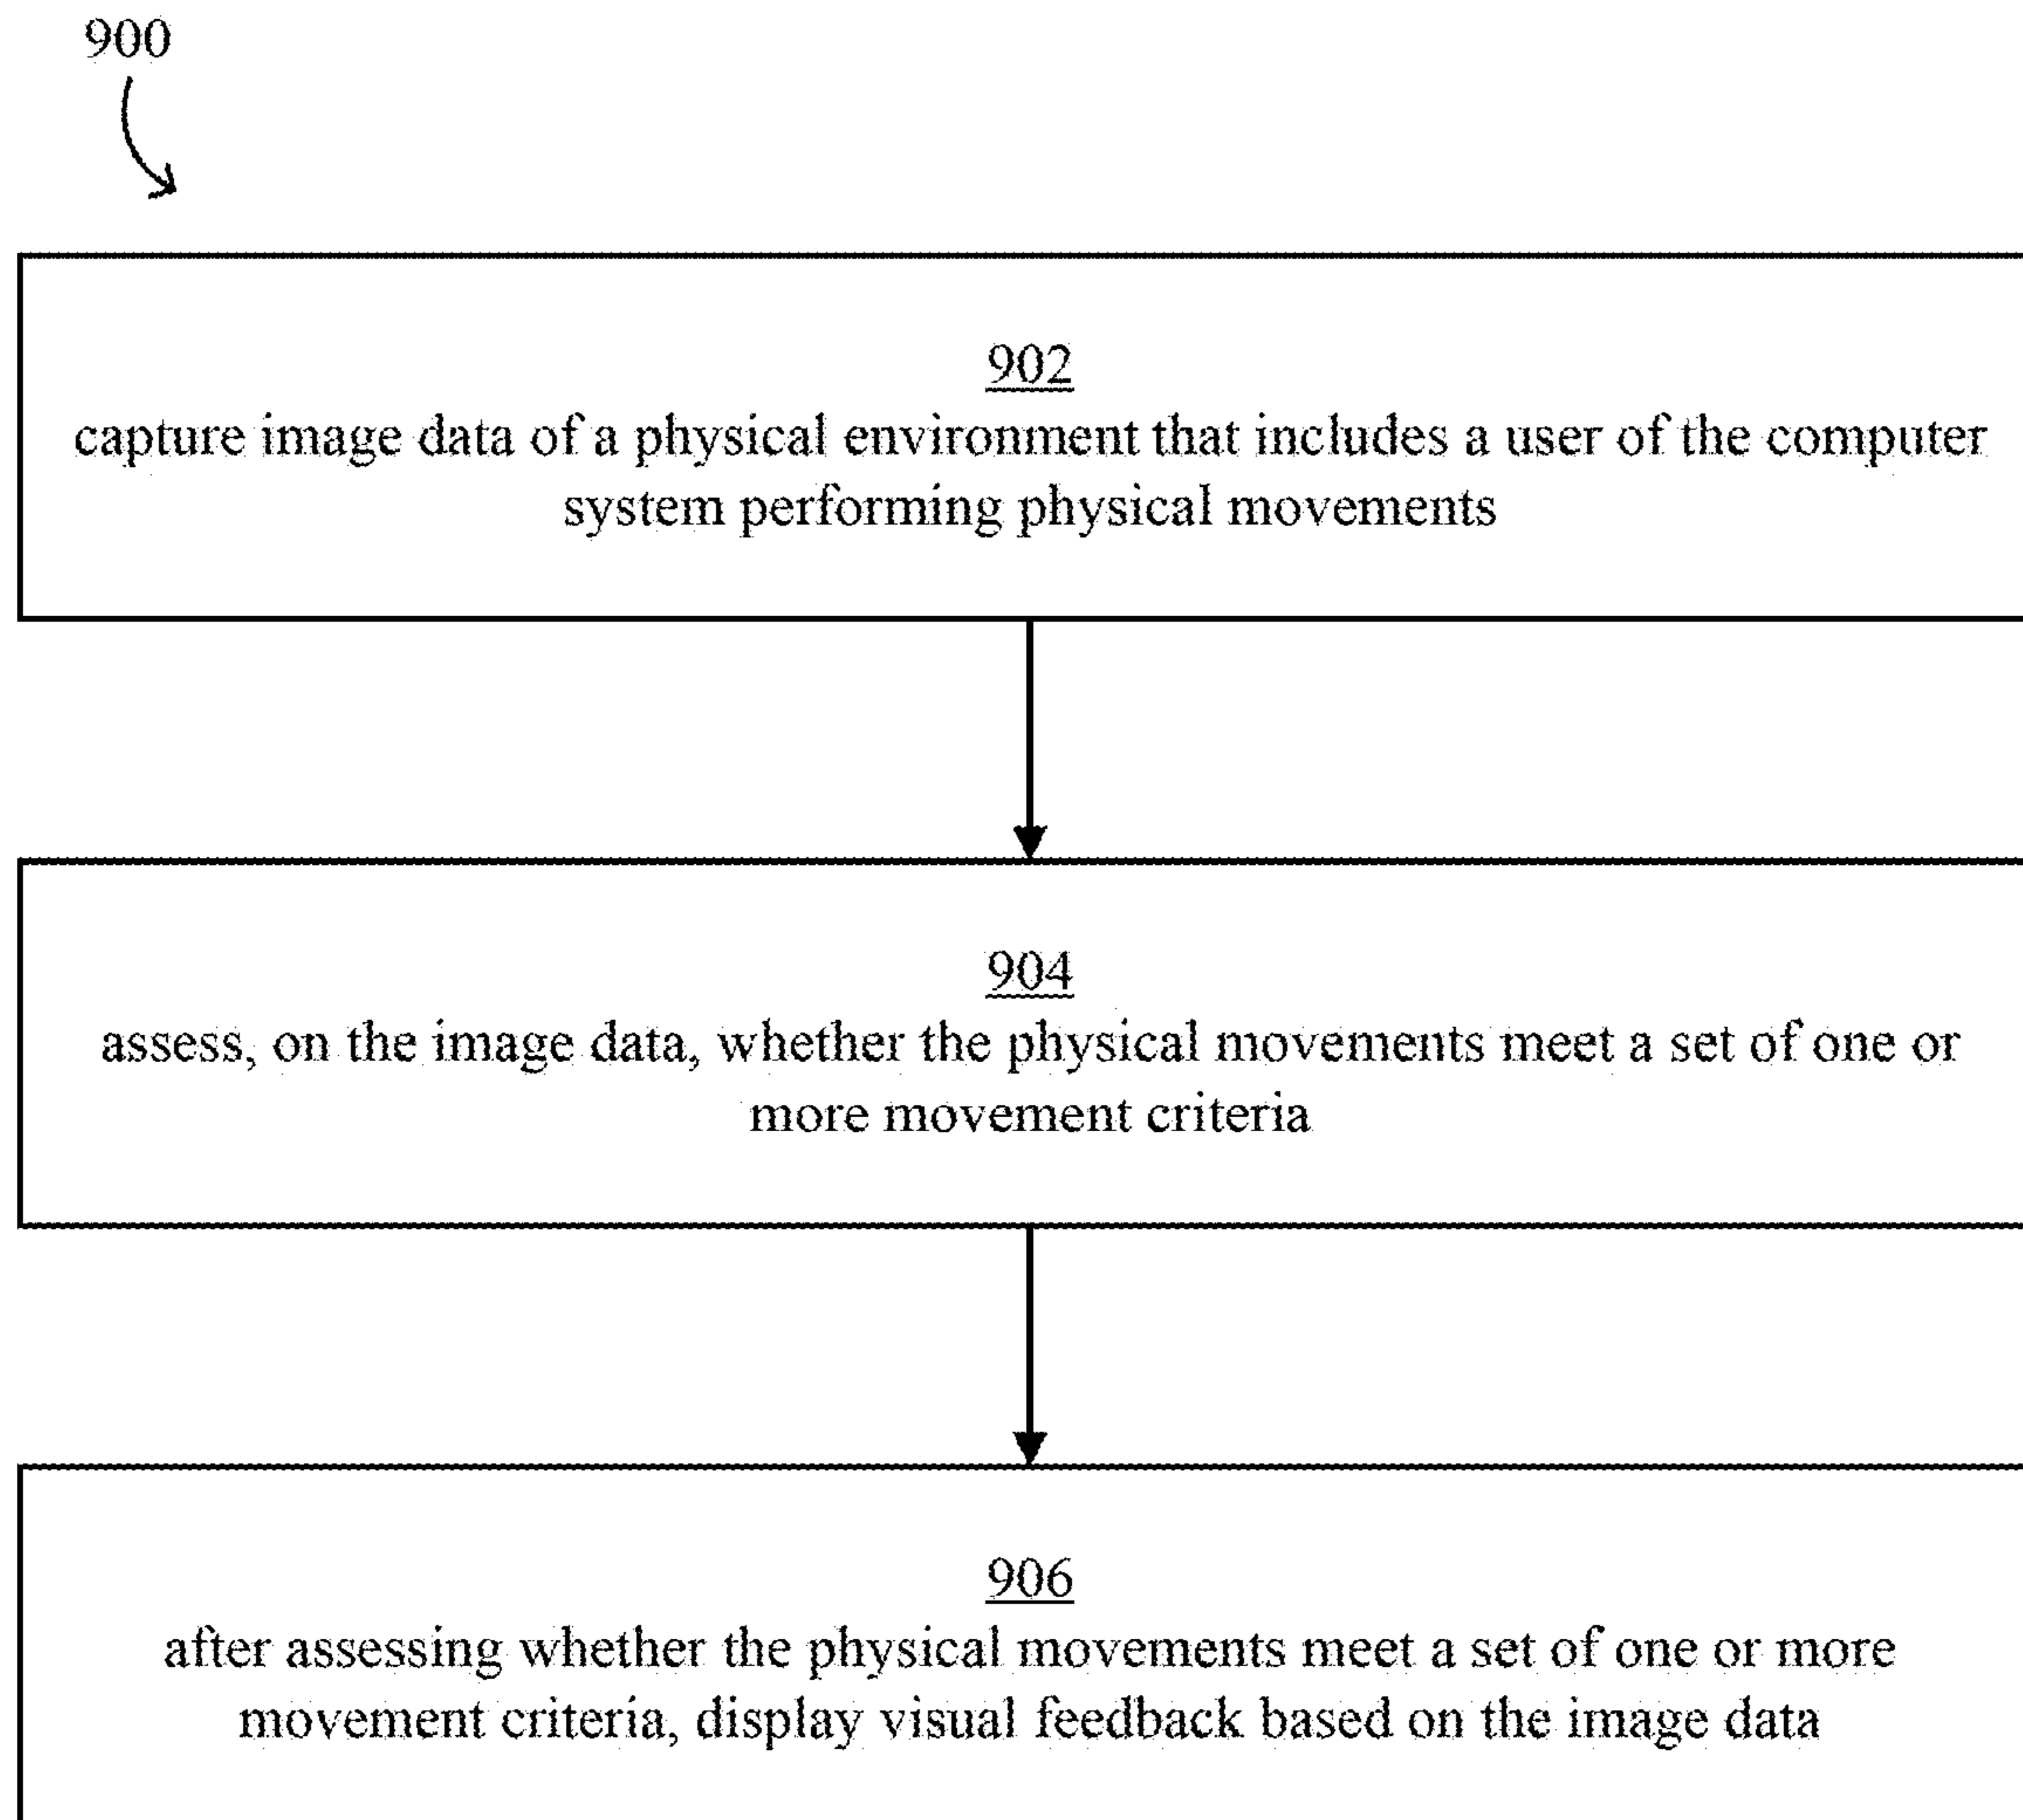 900
902
capture image data of a physical environment that includes a user of the computer
system performing physical movements
904
assess, on the image data, whether the physical movements meet a set of one or
more movement criteria
906
after assessing whether the physical movements meet a set of one or more
movement criteria, display visual feedback based on the image data